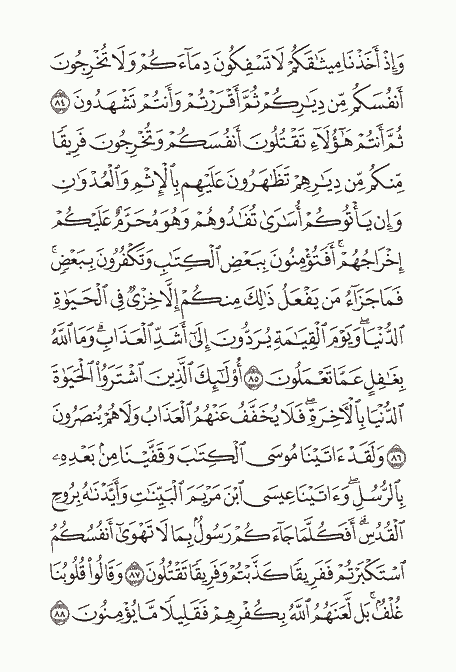 وَإِذْ أَخَذْنَا مِيثَٰقَكُمْ لَا تَسْفِكُونَ دِمَآءَكُمْ وَلَا تُخْرِجُونَ
أَنفُسَكُم مِّن دِيَٰرِكُمْ ثُمَّ أَقْرَرْتُمْ وَأَنتُمْ تَشْهَدُونَ ٨٤
ثُمَّ أَنتُمْ هَٰٓؤُلَآءِ تَقْتُلُونَ أَنفُسَكُمْ وَتُخْرِجُونَ فَرِيقًا
مِّنكُم مِّن دِيَٰرِهِمْ تَظَٰهَرُونَ عَلَيْهِم بِٱلْإِثْمِ وَٱلْعُدْوَٰنِ
وَإِن يَأْتُوكُمْ أُسَٰرَىٰ تُفَٰدُوهُمْ وَهُوَ مُحَرَّمٌ عَلَيْكُمْ
إِخْرَاجُهُمْ ۚ أَفَتُؤْمِنُونَ بِبَعْضِ ٱلْكِتَٰبِ وَتَكْفُرُونَ بِبَعْضٍ ۚ
فَمَا جَزَآءُ مَن يَفْعَلُ ذَٰلِكَ مِنكُمْ إِلَّا خِزْىٌ فِى ٱلْحَيَوٰةِ
ٱلدُّنْيَا ۖ وَيَوْمَ ٱلْقِيَٰمَةِ يُرَدُّونَ إِلَىٰٓ أَشَدِّ ٱلْعَذَابِ ۗ وَمَا ٱللَّهُ
بِغَٰفِلٍ عَمَّا تَعْمَلُونَ ٨٥ أُو۟لَٰٓئِكَ ٱلَّذِينَ ٱشْتَرَوُا۟ ٱلْحَيَوٰةَ
ٱلدُّنْيَا بِٱلْءَاخِرَةِ ۖ فَلَا يُخَفَّفُ عَنْهُمُ ٱلْعَذَابُ وَلَا هُمْ يُنصَرُونَ
٨٦ وَلَقَدْ ءَاتَيْنَا مُوسَى ٱلْكِتَٰبَ وَقَفَّيْنَا مِنۢ بَعْدِهِۦ
بِٱلرُّسُلِ ۖ وَءَاتَيْنَا عِيسَى ٱبْنَ مَرْيَمَ ٱلْبَيِّنَٰتِ وَأَيَّدْنَٰهُ بِرُوحِ
ٱلْقُدُسِ ۗ أَفَكُلَّمَا جَآءَكُمْ رَسُولٌۢ بِمَا لَا تَهْوَىٰٓ أَنفُسُكُمُ
ٱسْتَكْبَرْتُمْ فَفَرِيقًا كَذَّبْتُمْ وَفَرِيقًا تَقْتُلُونَ ٨٧ وَقَالُوا۟ قُلُوبُنَا
غُلْفٌۢ ۚ بَل لَّعَنَهُمُ ٱللَّهُ بِكُفْرِهِمْ فَقَلِيلًا مَّا يُؤْمِنُونَ ٨٨